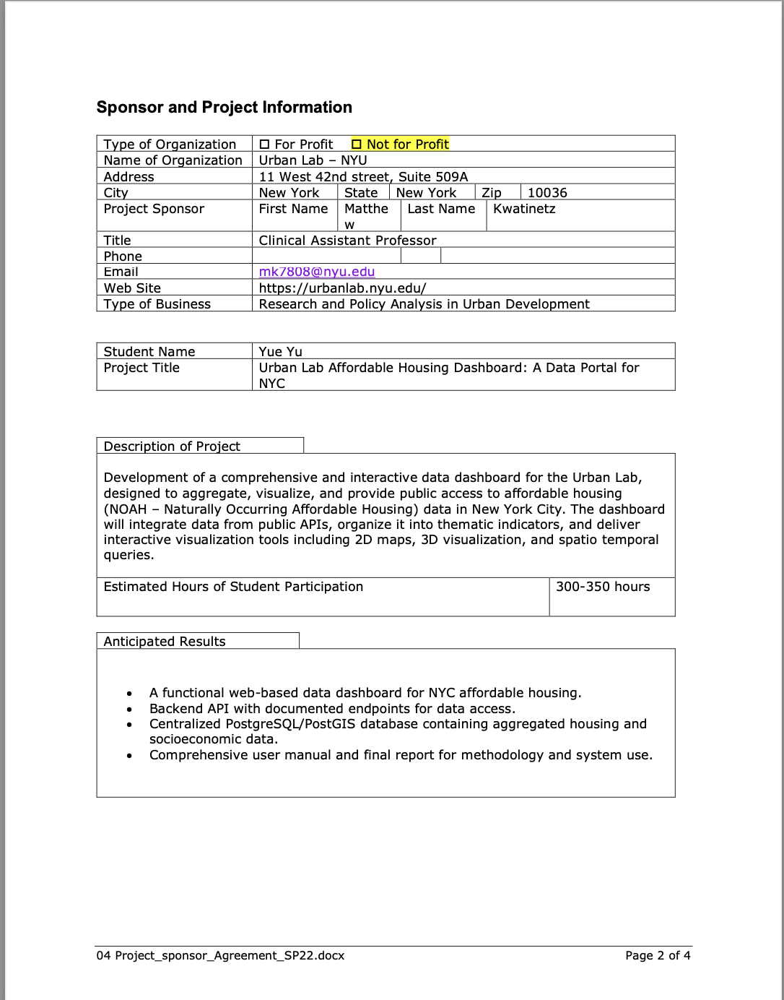 Sponsor and Project Information
Type of Organization ☐ For Profit ☐ Not for Profit
Name of Organization Urban Lab – NYU
Address 11 West 42nd street, Suite 509A
City New York State New York Zip 10036
Project Sponsor First Name Matthe Last Name Kwatinetz
w
Title Clinical Assistant Professor
Phone
Email mk7808@nyu.edu
Web Site https://urbanlab.nyu.edu/
Type of Business Research and Policy Analysis in Urban Development
Student Name Yue Yu
Project Title Urban Lab Affordable Housing Dashboard: A Data Portal for
NYC
Description of Project
Development of a comprehensive and interactive data dashboard for the Urban Lab,
designed to aggregate, visualize, and provide public access to affordable housing
(NOAH – Naturally Occurring Affordable Housing) data in New York City. The dashboard
will integrate data from public APIs, organize it into thematic indicators, and deliver
interactive visualization tools including 2D maps, 3D visualization, and spatio temporal
queries.
Estimated Hours of Student Participation 300-350 hours
Anticipated Results
• A functional web-based data dashboard for NYC affordable housing.
• Backend API with documented endpoints for data access.
• Centralized PostgreSQL/PostGIS database containing aggregated housing and
socioeconomic data.
• Comprehensive user manual and final report for methodology and system use.
04 Project_sponsor_Agreement_SP22.docx Page 2 of 4